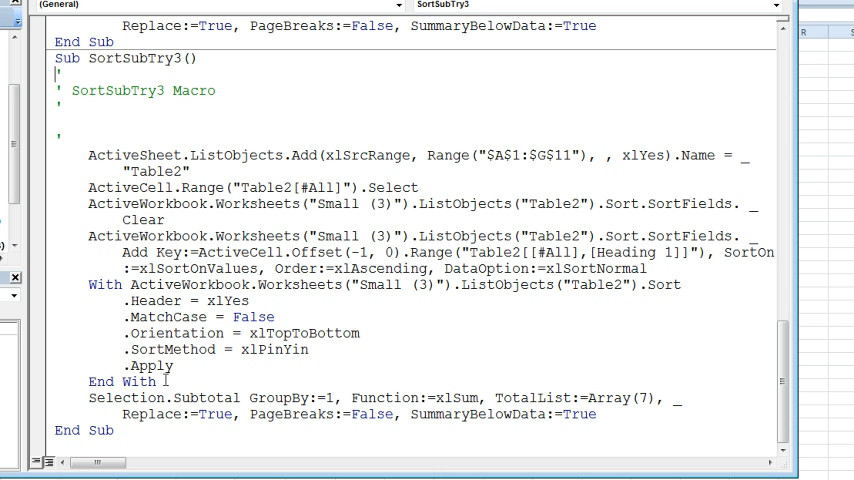 (General)
SortSubTry3
Replace:=True, PageBreaks:=False, SummaryBelowData:=True
End Sub
Sub SortSubTry3()
'
' SortSubTry3 Macro
'
'
ActiveSheet.ListObjects.Add(xlSrcRange, Range("$A$1:$G$11"), , xlYes).Name = _
"Table2"
ActiveCell.Range("Table2[#All]").Select
ActiveWorkbook.Worksheets("Small (3)").ListObjects("Table2").Sort.SortFields. _
Clear
ActiveWorkbook.Worksheets("Small (3)").ListObjects("Table2").Sort.SortFields. _
Add Key:=ActiveCell.Offset(-1, 0).Range("Table2[[#All],[Heading 1]]"), SortOn
:=xlSortOnValues, Order:=xlAscending, DataOption:=xlSortNormal
With ActiveWorkbook.Worksheets("Small (3)").ListObjects("Table2").Sort
.Header = xlYes
.MatchCase = False
.Orientation = xlTopToBottom
.SortMethod = xlPinYin
.Apply
End With
Selection.Subtotal GroupBy:=1, Function:=xlSum, TotalList:=Array(7), _
Replace:=True, PageBreaks:=False, SummaryBelowData:=True
End Sub
R
S